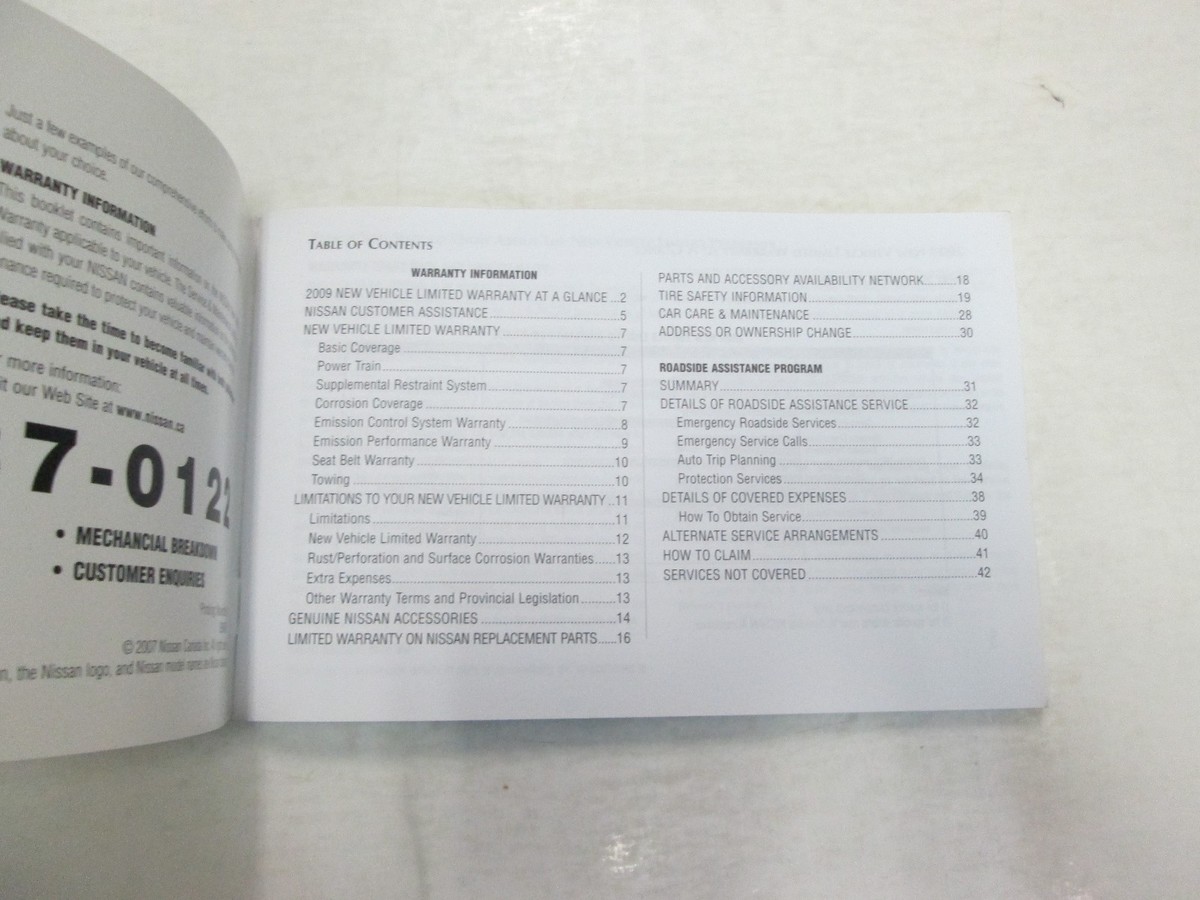 Just a few examples of our comprehensive
about your choice.
WARRANTY INFORMATION
This booklet contains important information on the
Warranty applicable to your vehicle. The Service &
with your NISSAN contains valuable
required to protect your vehicle and
take the time to become familiar with
keep them in your vehicle at all times.
more information:
our Web Site at www.nissan.ca
7-0122
• MECHANCIAL BREAKDOWN
• CUSTOMER ENQUIRIES
© 2007 Nissan Canada Inc.
the Nissan logo, and Nissan model names
TABLE OF CONTENTS
WARRANTY INFORMATION
2009 NEW VEHICLE LIMITED WARRANTY AT A GLANCE ...2
NISSAN CUSTOMER ASSISTANCE ... 5
NEW VEHICLE LIMITED WARRANTY ... 7
Basic Coverage ... 7
Power Train ... 7
Supplemental Restraint System ... 7
Corrosion Coverage ... 7
Emission Control System Warranty ... 8
Emission Performance Warranty ... 9
Seat Belt Warranty ... 10
Towing ... 10
LIMITATIONS TO YOUR NEW VEHICLE LIMITED WARRANTY ..11
Limitations ... 11
New Vehicle Limited Warranty ... 12
Rust/Perforation and Surface Corrosion Warranties......13
Extra Expenses ... 13
Other Warranty Terms and Provincial Legislation ... 13
GENUINE NISSAN ACCESSORIES ... 14
LIMITED WARRANTY ON NISSAN REPLACEMENT PARTS......16
PARTS AND ACCESSORY AVAILABILITY NETWORK ... 18
TIRE SAFETY INFORMATION ... 19
CAR CARE & MAINTENANCE ... 28
ADDRESS OR OWNERSHIP CHANGE ... 30
ROADSIDE ASSISTANCE PROGRAM
SUMMARY ... 31
DETAILS OF ROADSIDE ASSISTANCE SERVICE ... 32
Emergency Roadside Services ... 32
Emergency Service Calls ... 33
Auto Trip Planning ... 33
Protection Services ... 34
DETAILS OF COVERED EXPENSES ... 38
How To Obtain Service ... 39
ALTERNATE SERVICE ARRANGEMENTS ... 40
HOW TO CLAIM ... 41
SERVICES NOT COVERED ... 42